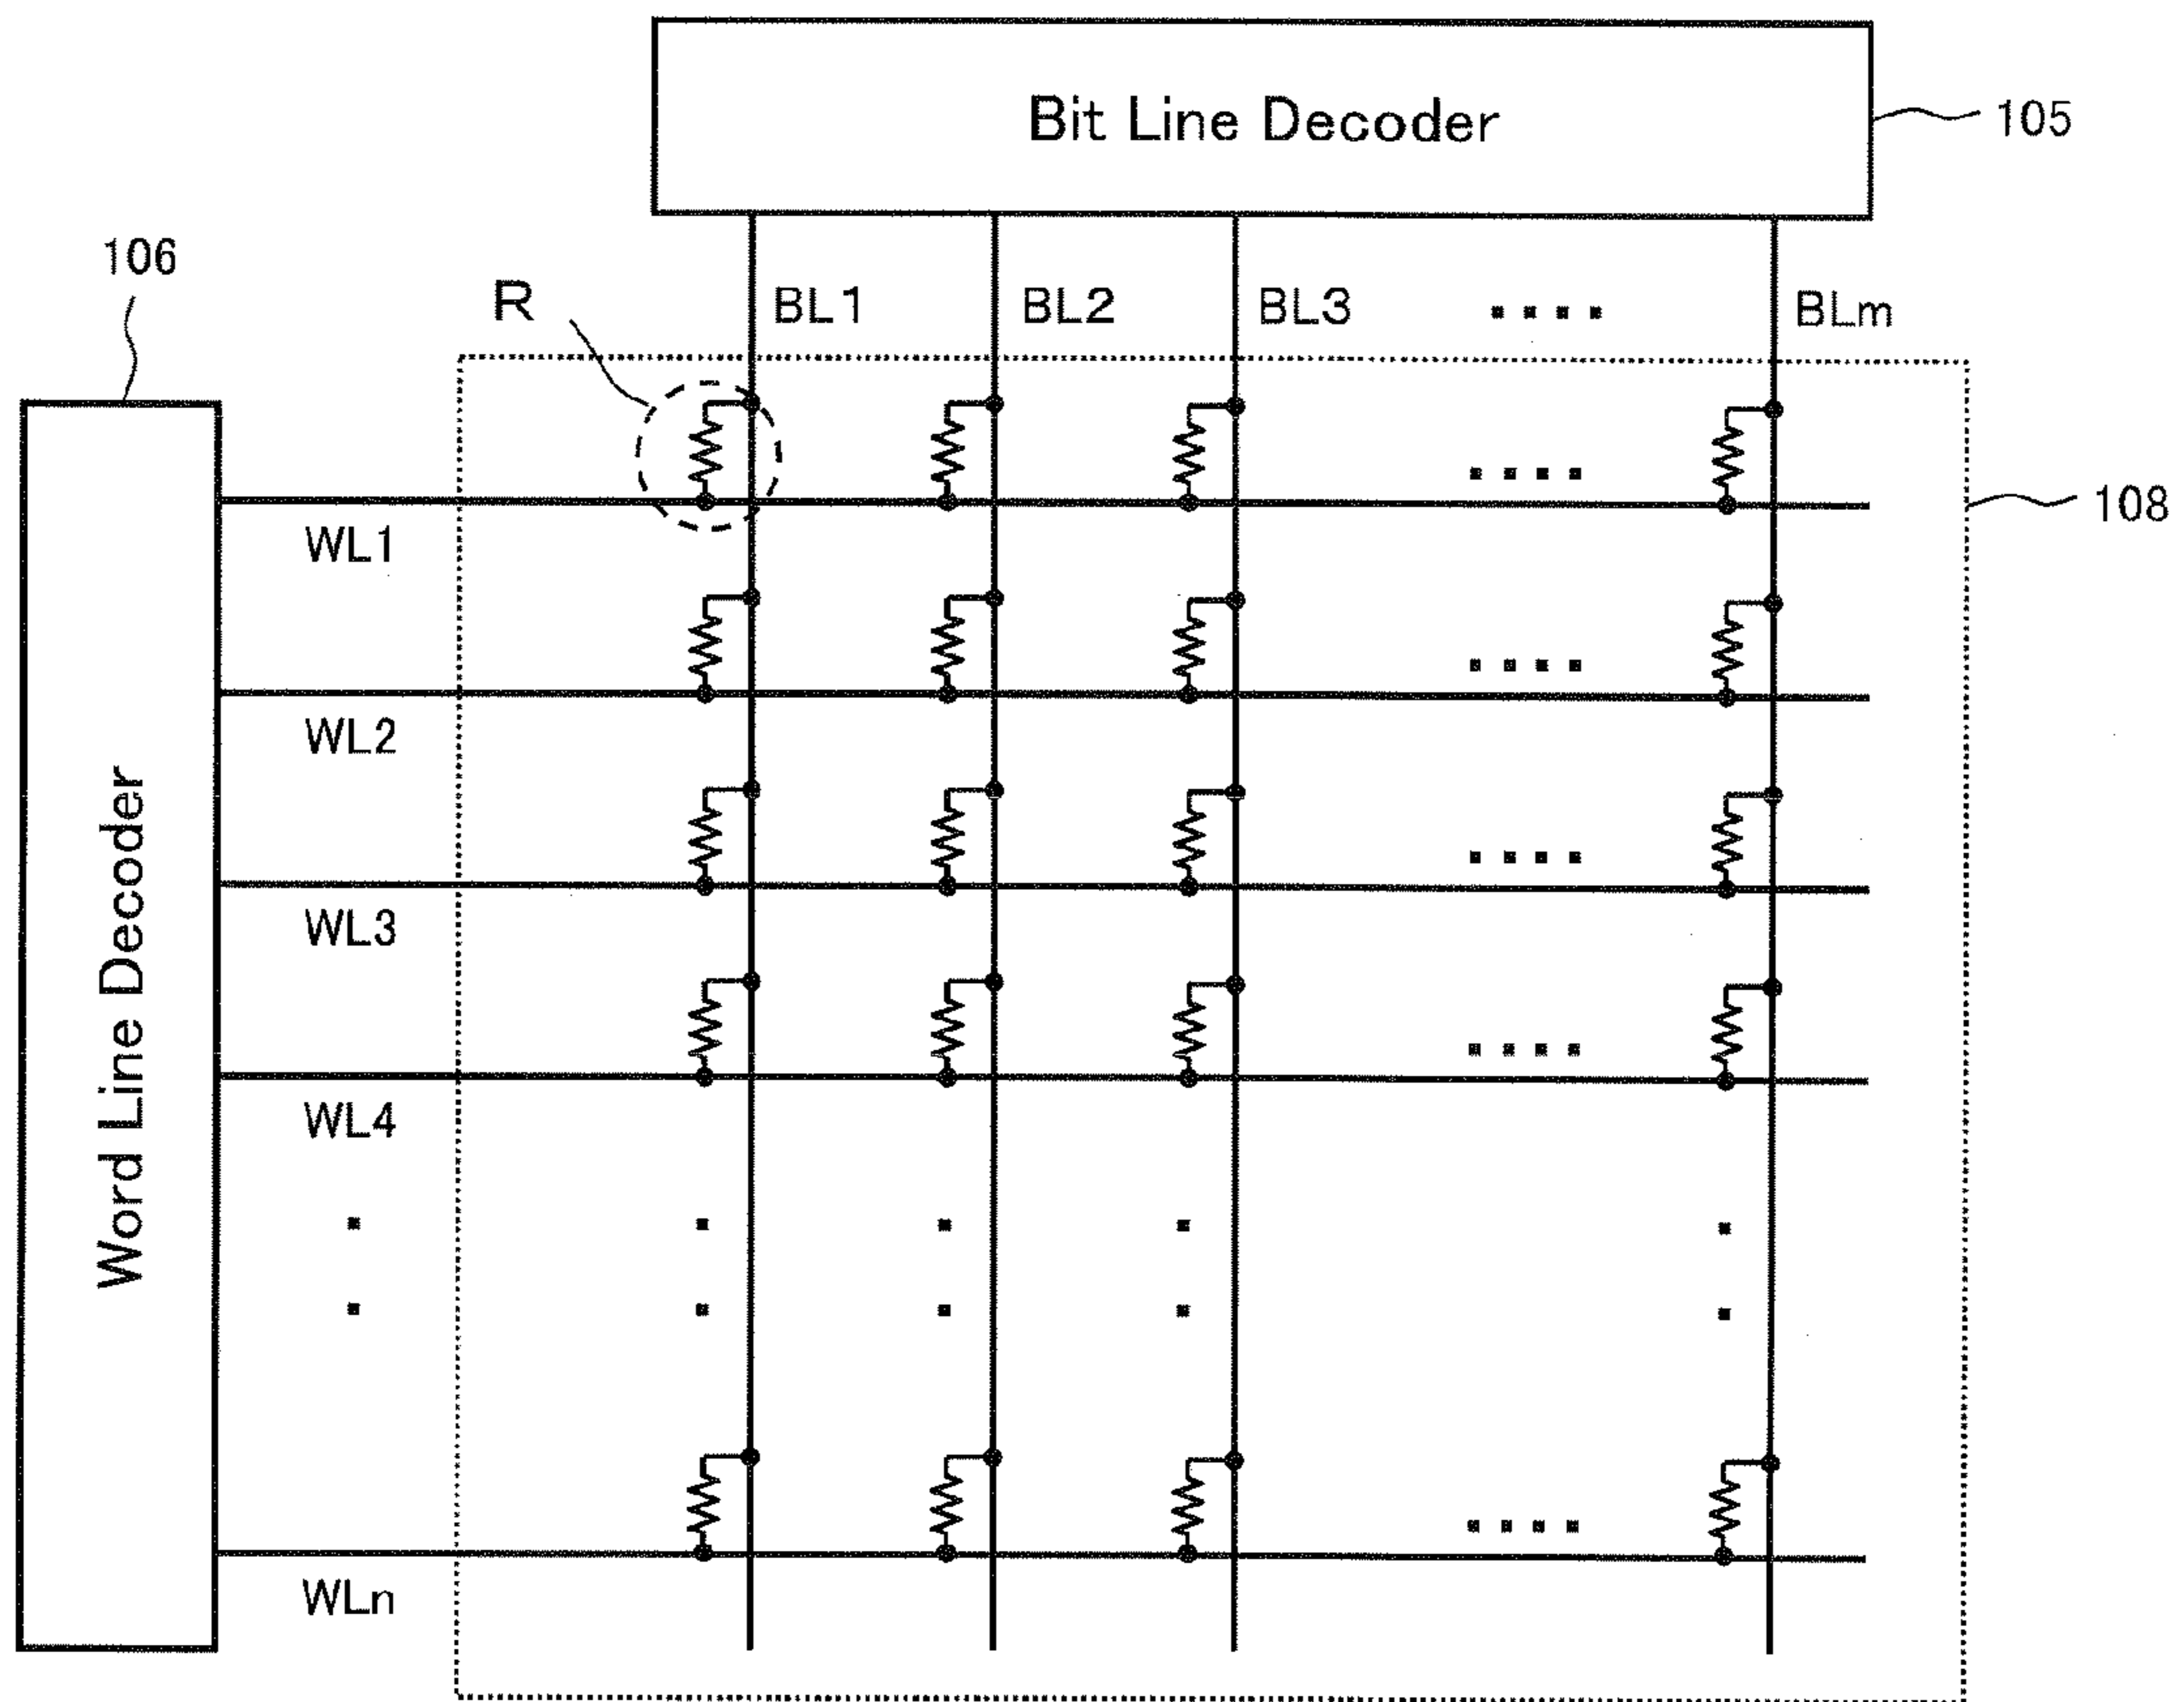 Bit Line Decoder
105
106
R
BL1
BL2
BL3
....
BLm
108
WL1
WL2
WL3
WL4
WLn
Word Line Decoder